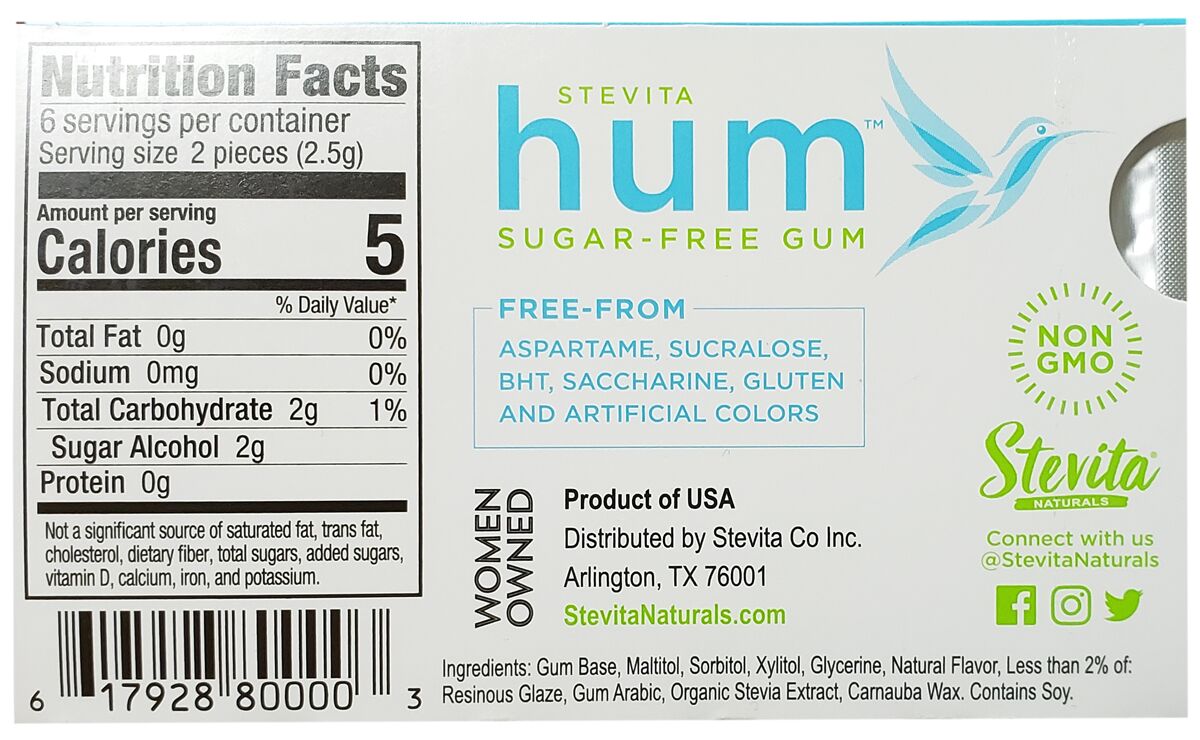 Nutrition Facts
6 servings per container
Serving size 2 pieces (2.5g)
Amount per serving
Calories 5
% Daily Value*
Total Fat 0g 0%
Sodium 0mg 0%
Total Carbohydrate 2g 1%
Sugar Alcohol 2g
Protein 0g
Not a significant source of saturated fat, trans fat,
cholesterol, dietary fiber, total sugars, added sugars,
vitamin D, calcium, iron, and potassium.
6 17928 80000 3
STEVITA
hum™
SUGAR-FREE GUM
FREE-FROM
ASPARTAME, SUCRALOSE,
BHT, SACCHARINE, GLUTEN
AND ARTIFICIAL COLORS
NON
GMO
Stevita®
NATURALS
Connect with us
@StevitaNaturals
WOMEN
OWNED
Product of USA
Distributed by Stevita Co Inc.
Arlington, TX 76001
StevitaNaturals.com
Ingredients: Gum Base, Maltitol, Sorbitol, Xylitol, Glycerine, Natural Flavor, Less than 2% of:
Resinous Glaze, Gum Arabic, Organic Stevia Extract, Carnauba Wax. Contains Soy.